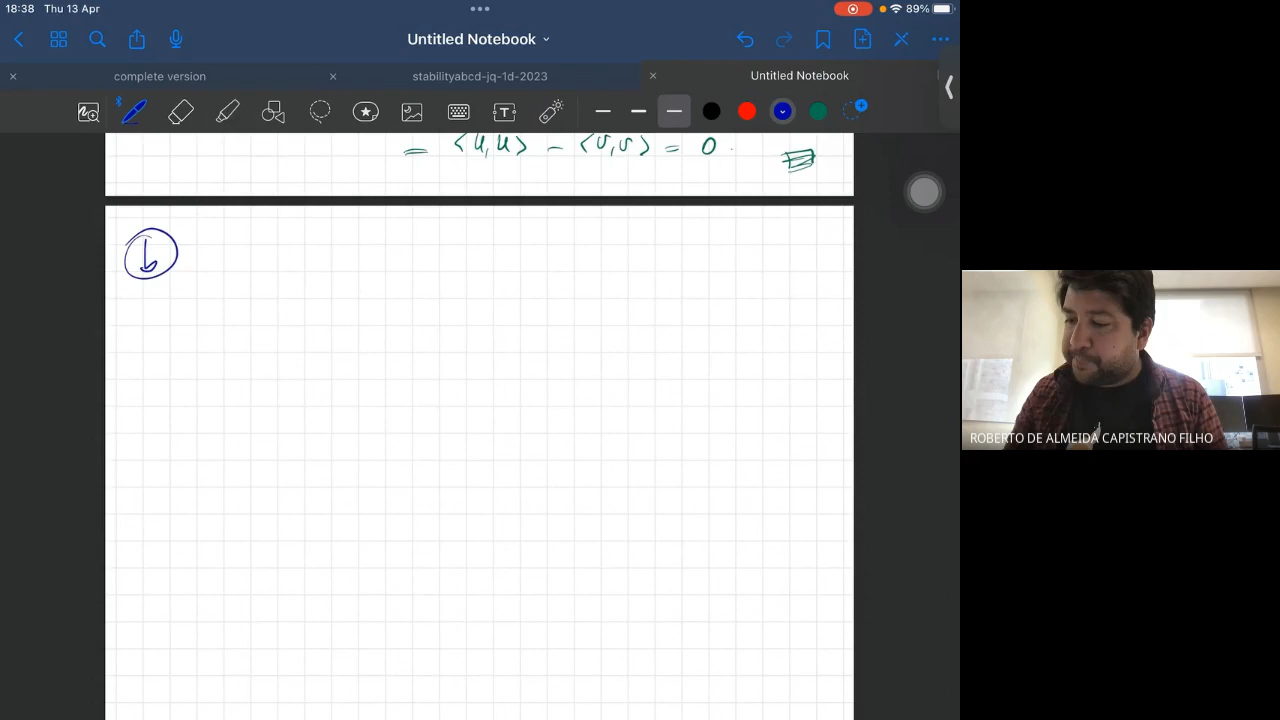 18:38 Thu 13 Apr
89%
Untitled Notebook
complete version
stabilityabcd-jq-1d-2023
Untitled Notebook
= <u,u> - <v,v> = 0.
ROBERTO DE ALMEIDA CAPISTRANO FILHO